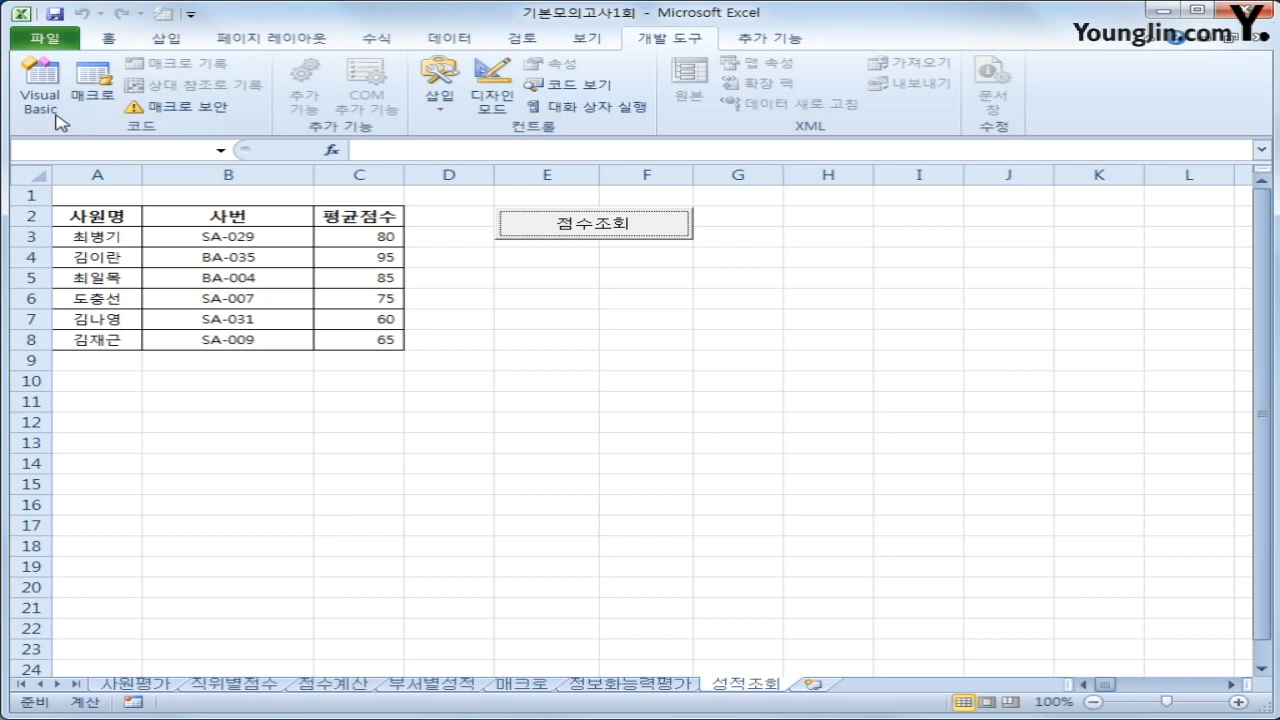 기본모의고사1회 - Microsoft Excel
Younglin.com Y.
파일 홈 삽입 페이지 레이아웃 수식 데이터 검토 보기 개발 도구 추가 기능
Visual Basic
매크로
매크로 기록
상대 참조로 기록
매크로 보안
코드
추가 기능
COM 추가 기능
추가 기능
삽입
디자인 모드
속성
코드 보기
대화 상자 실행
컨트롤
원본
맵 속성
확장 팩
데이터 새로 고침
가져오기
내보내기
XML
문서 창
수정
fx
A B C D E F G H I J K L
1
2 사원명 사번 평균점수 점수조회
3 최병기 SA-029 80
4 김이란 BA-035 95
5 최일목 BA-004 85
6 도충선 SA-007 75
7 김나영 SA-031 60
8 김재근 SA-009 65
9
10
11
12
13
14
15
16
17
18
19
20
21
22
23
24
사원평가 직위별점수 점수계산 부서별성적 매크로 정보화능력평가 성적조회
준비 계산 100%